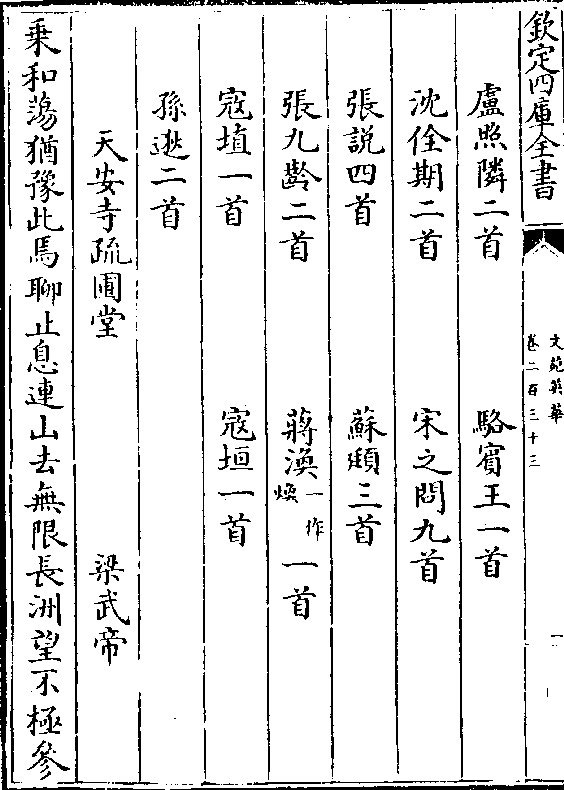 欽定四庫全書
文苑英華
卷二百三十三
一
盧照隣二首 駱賓王一首
沈佺期二首 宋之問九首
張説四首 蘇頲三首
張九齡二首 蔣渙一作煥一首
寇埴一首 寇垣一首
孫逖二首
天安寺疏圃堂 梁武帝
乗和蕩猶豫此馬聊止息連山去無限長洲望不極參